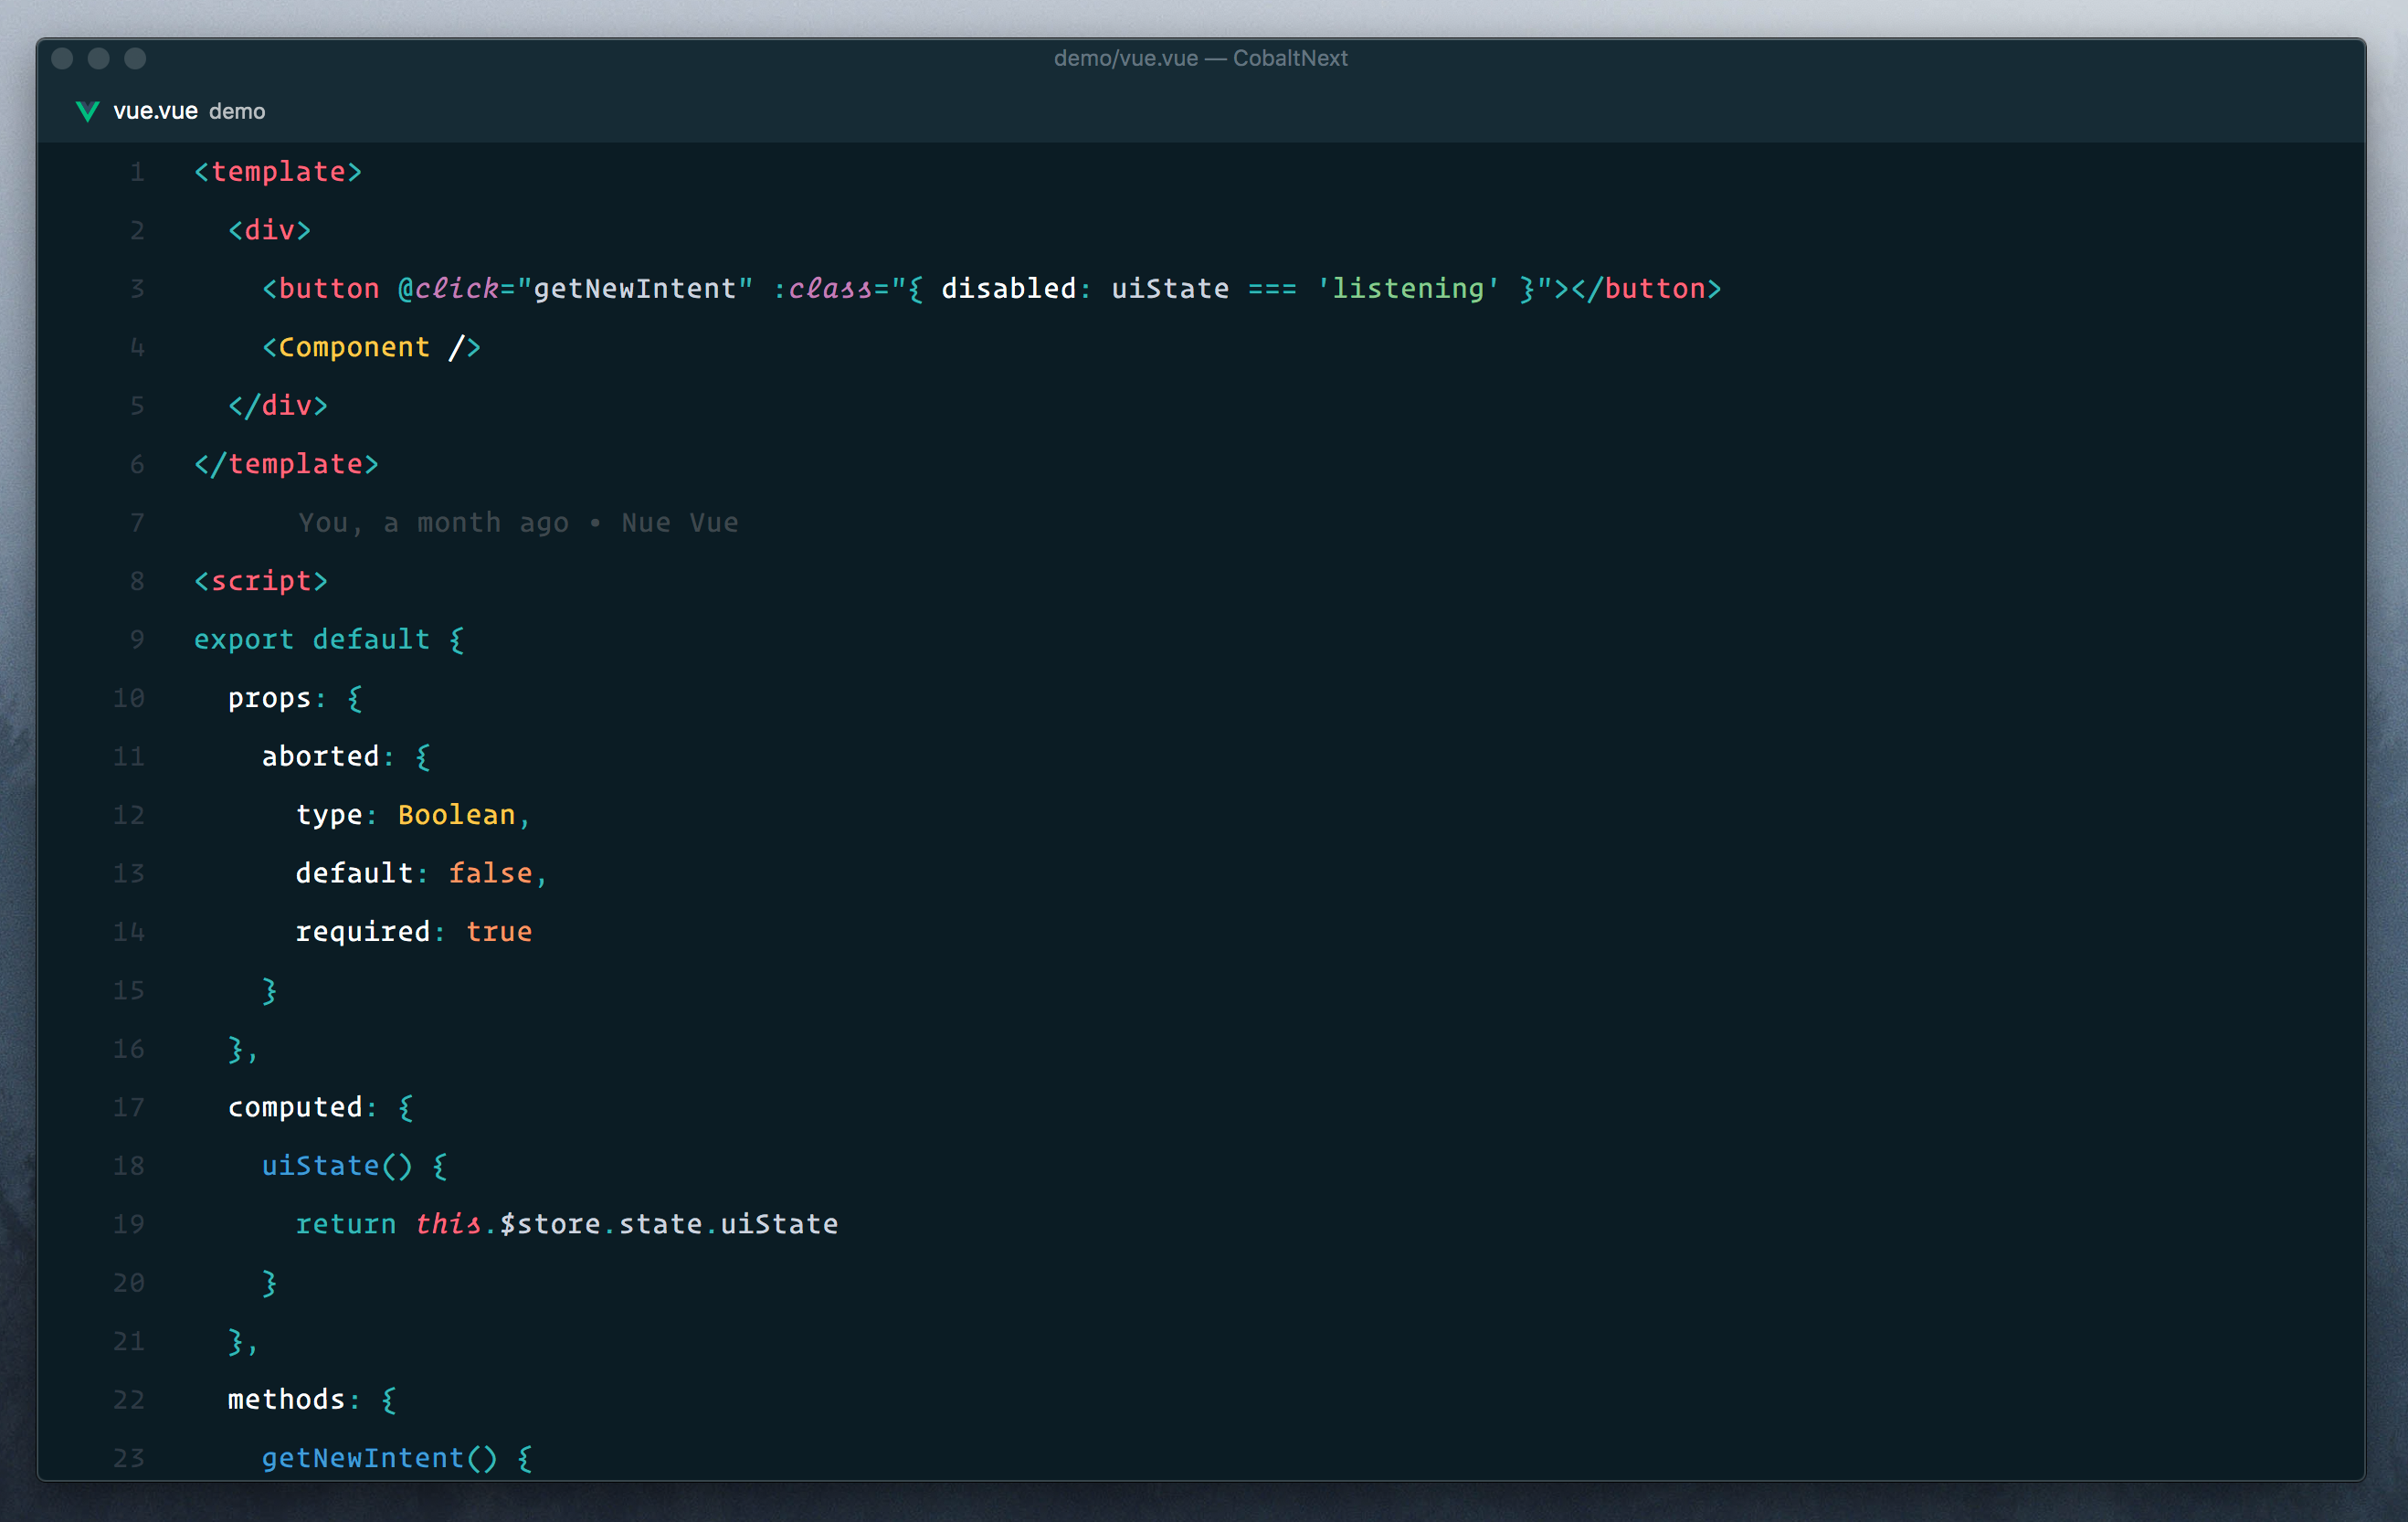 demo/vue.vue — CobaltNext
vue.vue demo
1 <template>
2 <div>
3 <button @click="getNewIntent" :class="{ disabled: uiState === 'listening' }"></button>
4 <Component />
5 </div>
6 </template>
7 You, a month ago • Nue Vue
8 <script>
9 export default {
10 props: {
11 aborted: {
12 type: Boolean,
13 default: false,
14 required: true
15 }
16 },
17 computed: {
18 uiState() {
19 return this.$store.state.uiState
20 }
21 },
22 methods: {
23 getNewIntent() {